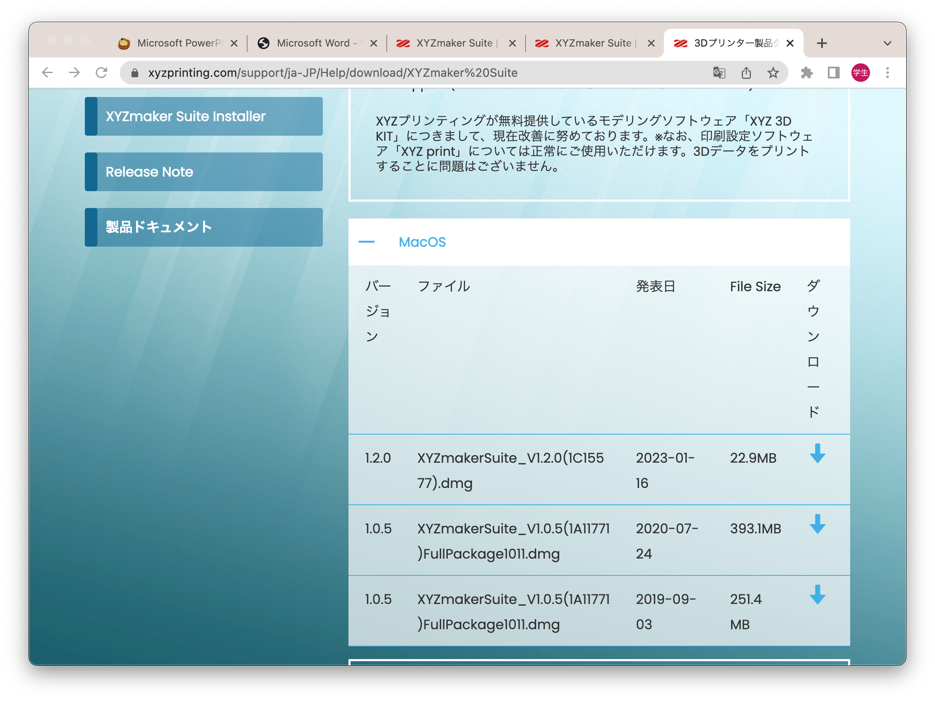 Microsoft PowerP
Microsoft Word -
XYZmaker Suite |
XYZmaker Suite |
3Dプリンター製品
xyzprinting.com/support/ja-JP/Help/download/XYZmaker%20Suite
学生
XYZmaker Suite Installer
Release Note
製品ドキュメント
XYZプリンティングが無料提供しているモデリングソフトウェア「XYZ 3D
KIT」につきまして、現在改善に努めております。※なお、印刷設定ソフトウェ
ア「XYZ print」については正常にご使用いただけます。3Dデータをプリント
することに問題はございません。
MacOS
バー
ジョ
ン
ファイル
発表日
File Size
ダ
ウ
ン
ロ
ー
ド
1.2.0
XYZmakerSuite_V1.2.0(1C155
77).dmg
2023-01-
16
22.9MB
1.0.5
XYZmakerSuite_V1.0.5(1A11771
)FullPackage1011.dmg
2020-07-
24
393.1MB
1.0.5
XYZmakerSuite_V1.0.5(1A11771
)FullPackage1011.dmg
2019-09-
03
251.4
MB